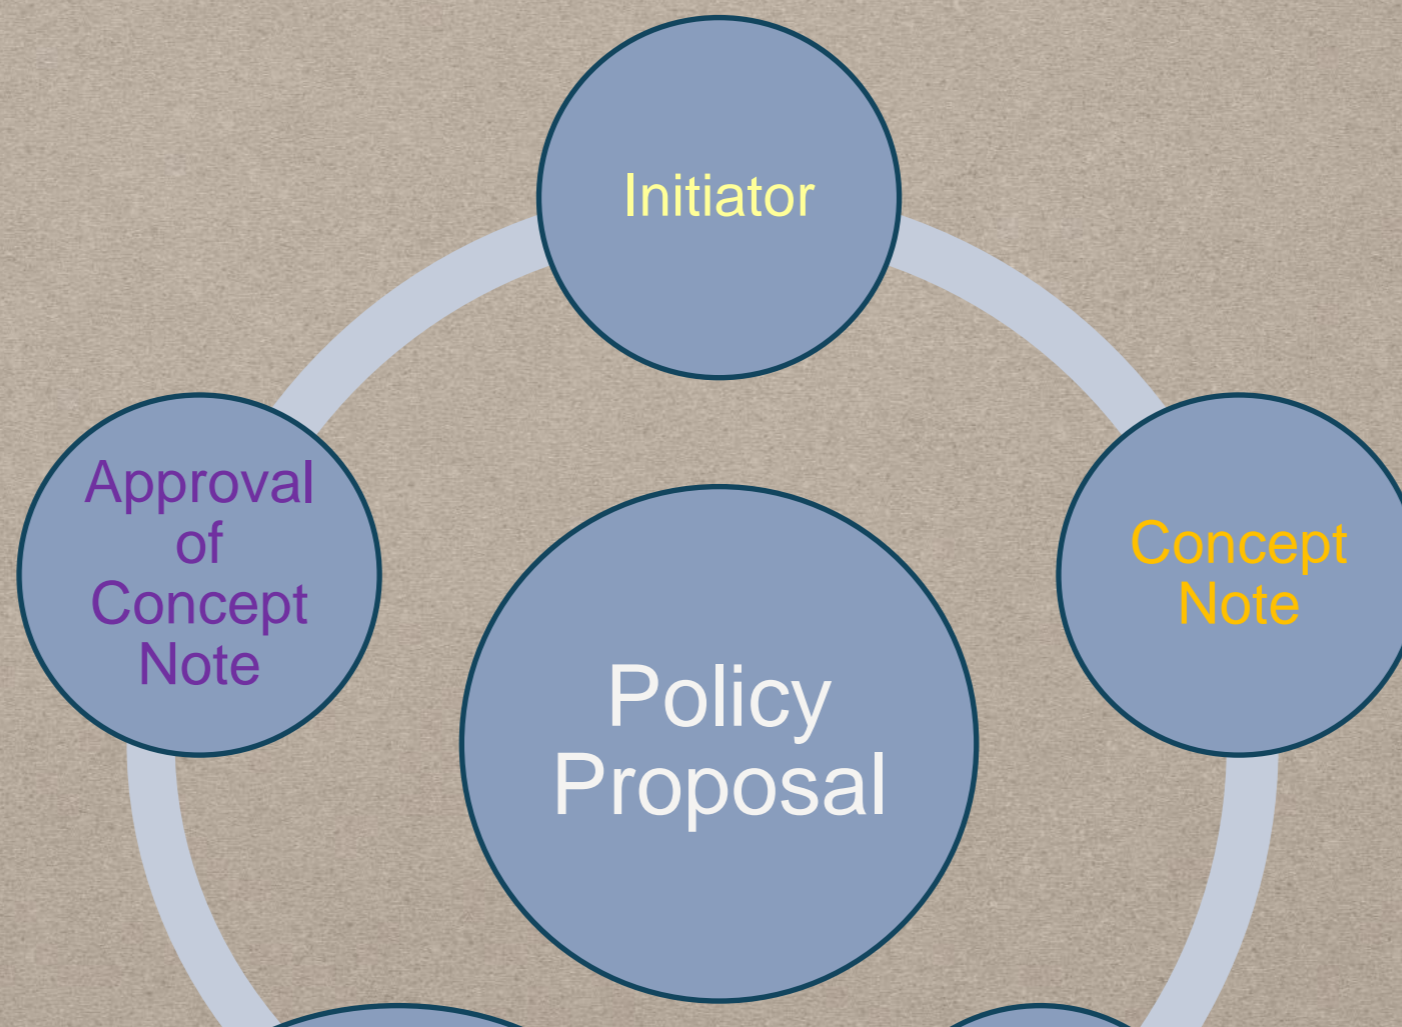 Initiator
Approval
of
Concept
Note
Concept
Note
Policy
Proposal